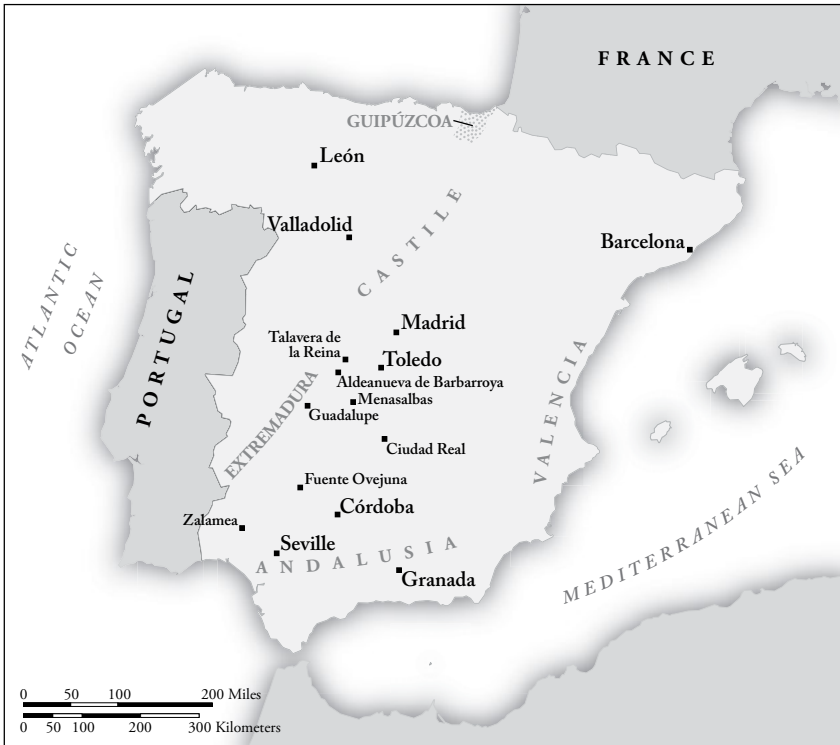 FRANCE
GUIPÚZCOA
León
Valladolid
CASTILE
Barcelona
ATLANTIC
OCEAN
PORTUGAL
Madrid
Talavera de
la Reina
Toledo
Aldeanueva de Barbarroya
Menasalbas
Guadalupe
EXTREMADURA
VALENCIA
Ciudad Real
Fuente Ovejuna
Córdoba
Zalamea
Seville
ANDALUSIA
Granada
MEDITERRANEAN SEA
0 50 100 200 Miles
0 50 100 200 300 Kilometers